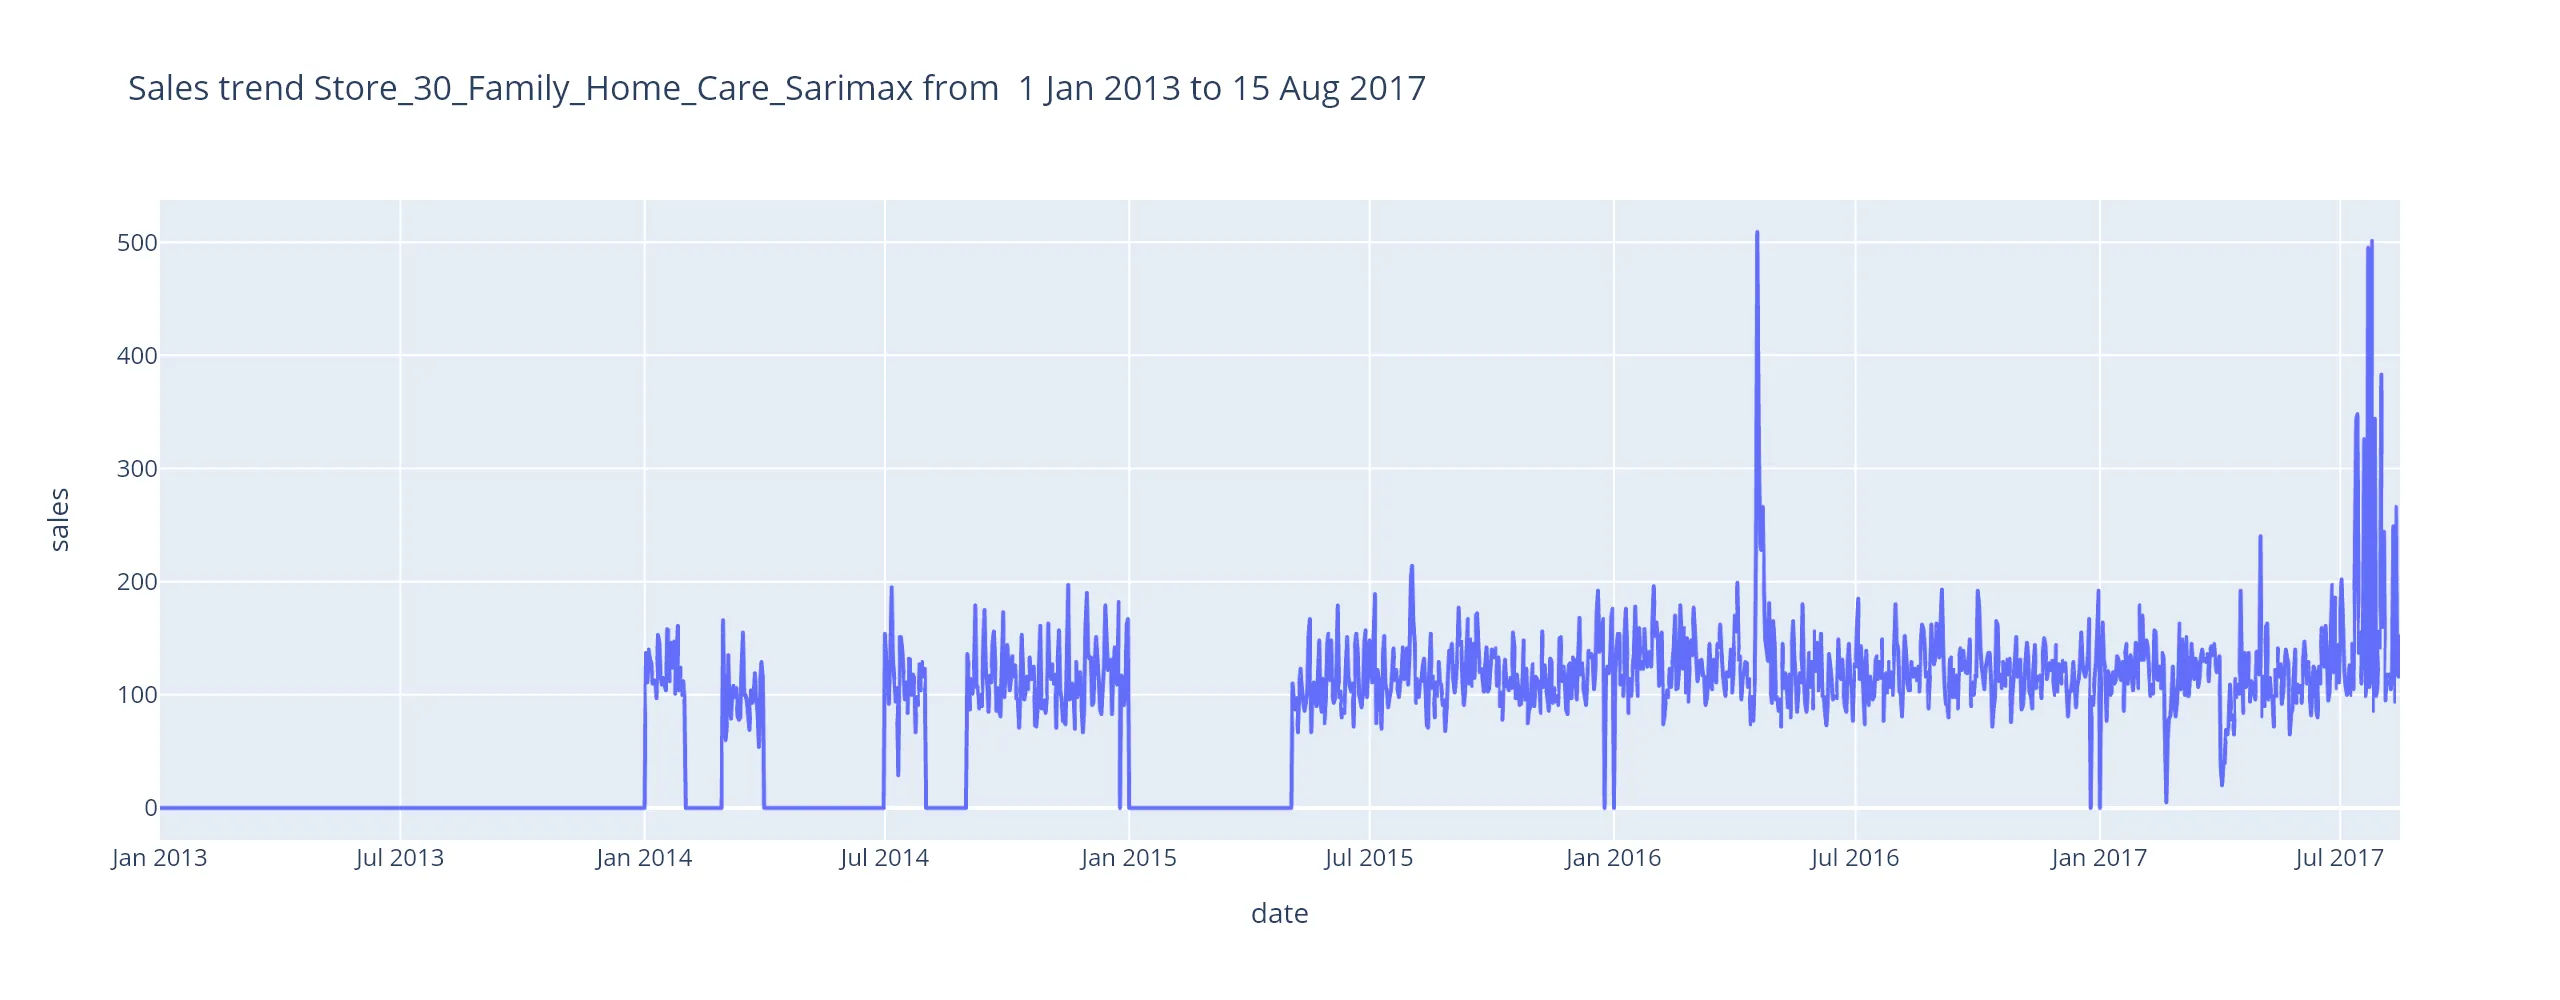 Sales trend Store_30_Family_Home_Care_Sarimax from  1 Jan 2013 to 15 Aug 2017
500
400
300
200
100
0
sales
Jan 2013 Jul 2013 Jan 2014 Jul 2014 Jan 2015 Jul 2015 Jan 2016 Jul 2016 Jan 2017 Jul 2017
date